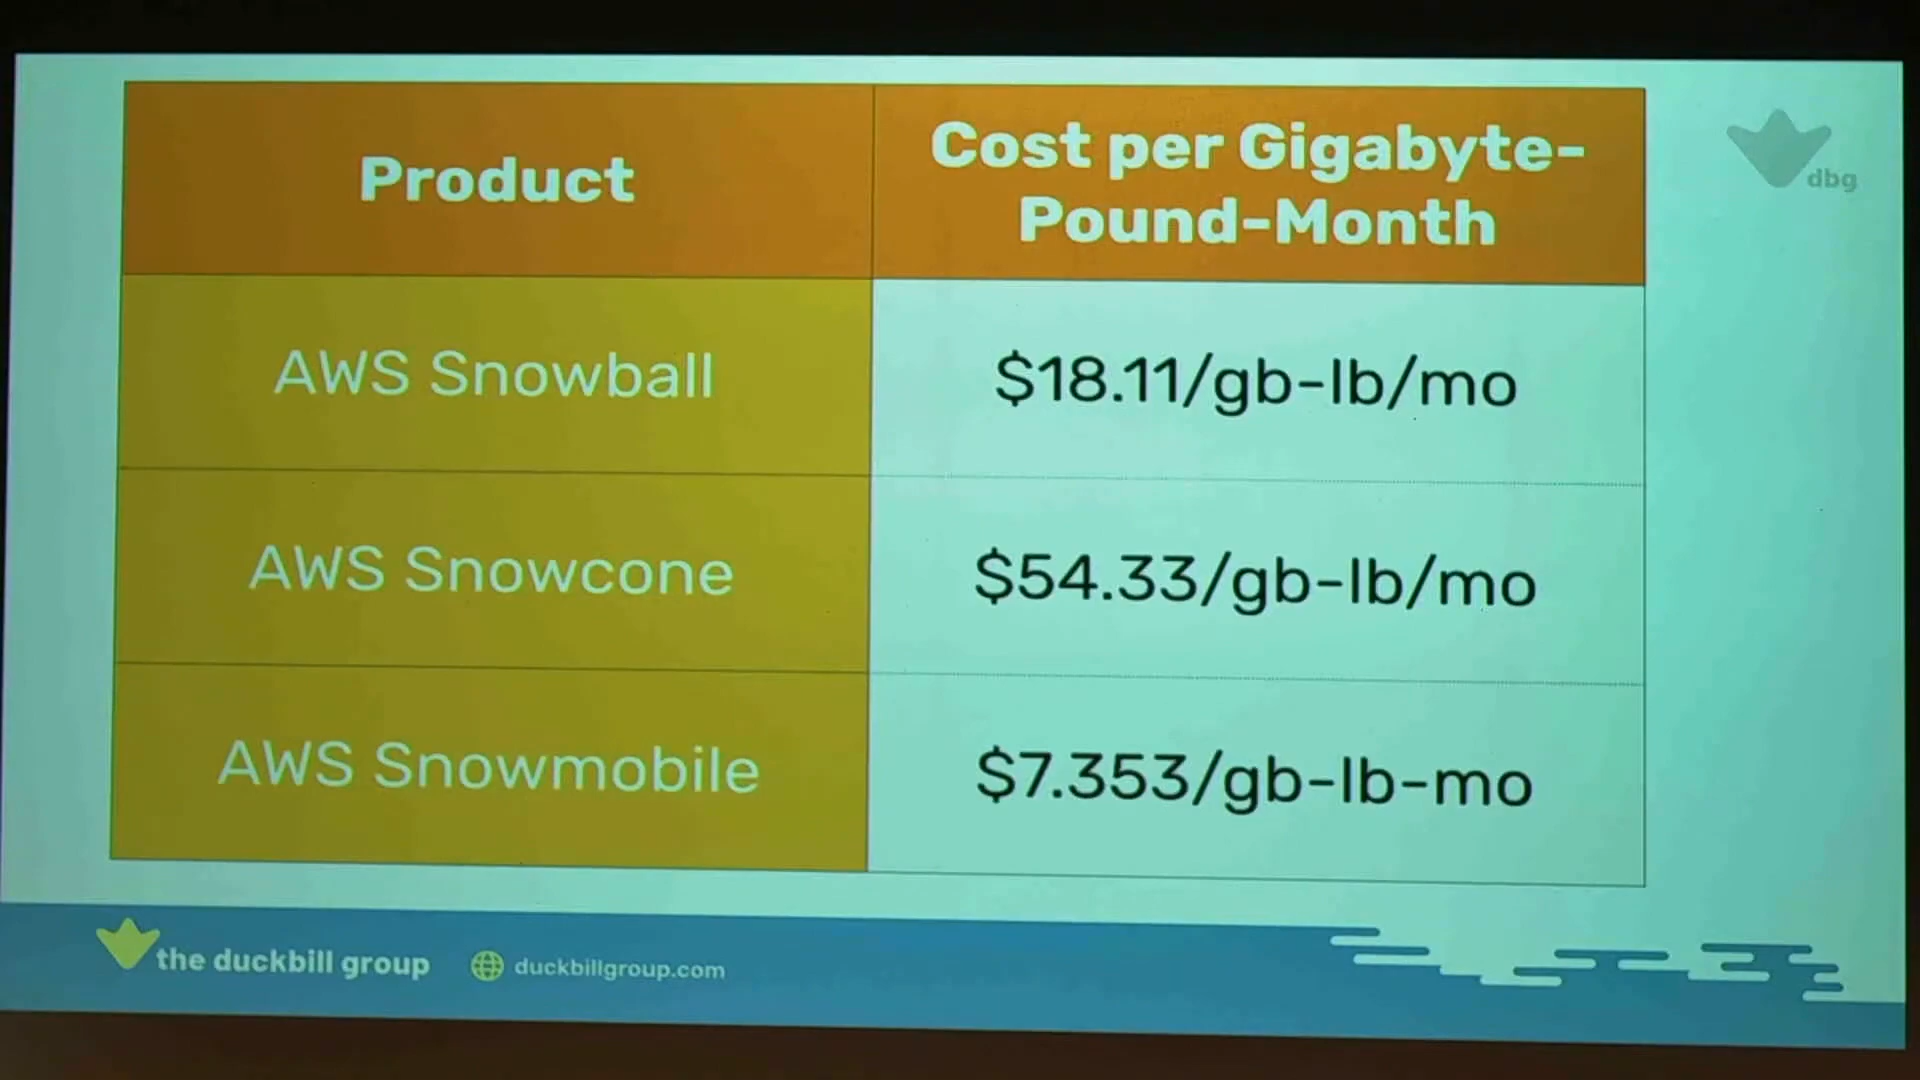 Product
Cost per Gigabyte-
Pound-Month
dbg
AWS Snowball
$18.11/gb-lb/mo
AWS Snowcone
$54.33/gb-lb/mo
AWS Snowmobile
$7.353/gb-lb-mo
the duckbill group
duckbillgroup.com